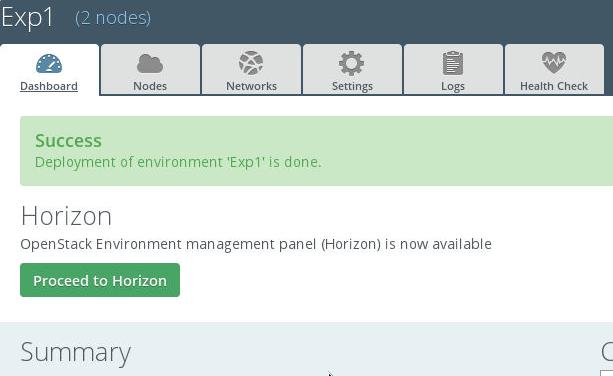 Exp1 (2 nodes)
Dashboard Nodes Networks Settings Logs Health Check
Success
Deployment of environment 'Exp1' is done.
Horizon
OpenStack Environment management panel (Horizon) is now available
Proceed to Horizon
Summary